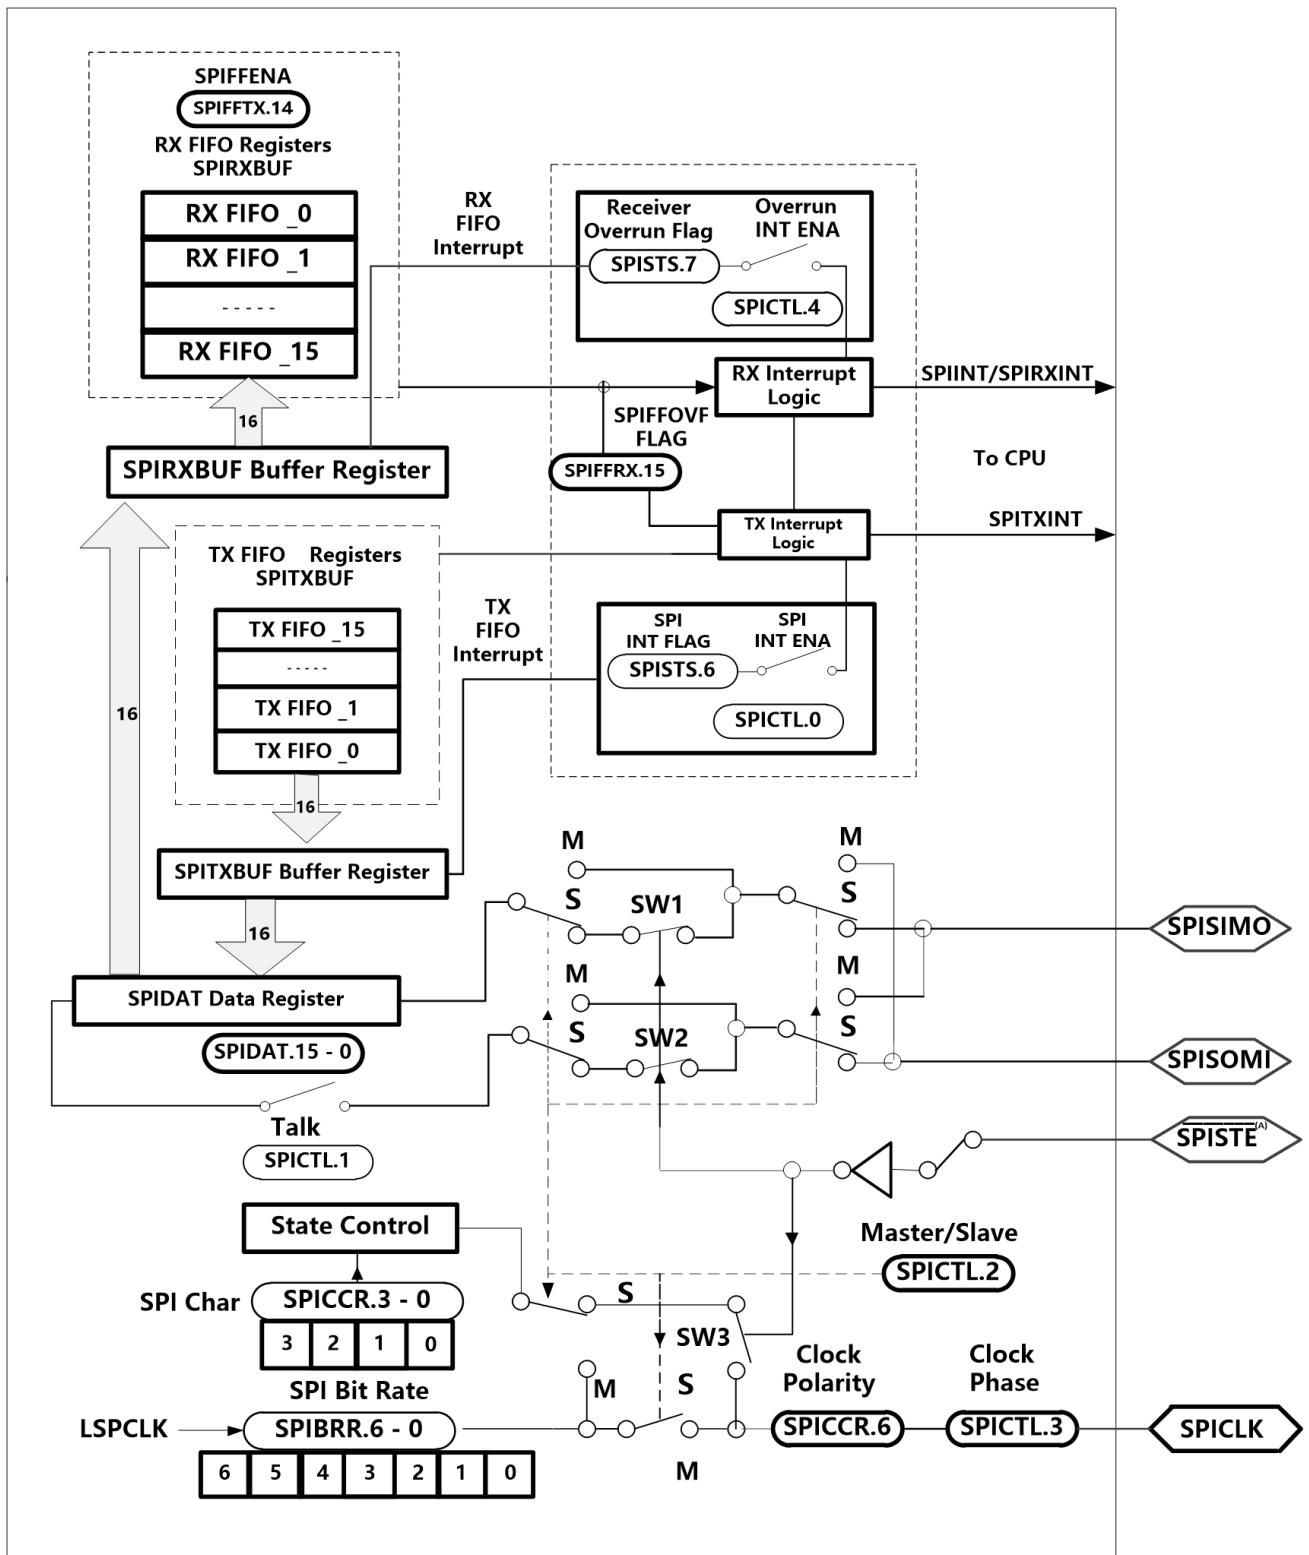 SPIFFENA
SPIFFTX.14
RX FIFO Registers
SPIRXBUF
RX FIFO _0
RX FIFO _1
- - - - -
RX FIFO _15
16
SPIRXBUF Buffer Register
RX
FIFO
Interrupt
Receiver
Overrun Flag
Overrun
INT ENA
SPISTS.7
SPICTL.4
RX Interrupt
Logic
SPIINT/SPIRXINT
SPIFFOVF
FLAG
SPIFFRX.15
To CPU
TX Interrupt
Logic
SPITXINT
TX FIFO Registers
SPITXBUF
TX FIFO _15
- - - - -
TX FIFO _1
TX FIFO _0
16
16
TX
FIFO
Interrupt
SPI
INT FLAG
SPI
INT ENA
SPISTS.6
SPICTL.0
SPITXBUF Buffer Register
16
SPIDAT Data Register
SPIDAT.15 - 0
Talk
SPICTL.1
M
S
SW1
M
S
SPISIMO
M
S
SW2
M
S
SPISOMI
SPISTE(A)
Master/Slave
SPICTL.2
State Control
SPI Char
SPICCR.3 - 0
3 2 1 0
S
SW3
M
S
M
SPI Bit Rate
LSPCLK
SPIBRR.6 - 0
6 5 4 3 2 1 0
Clock
Polarity
SPICCR.6
Clock
Phase
SPICTL.3
SPICLK